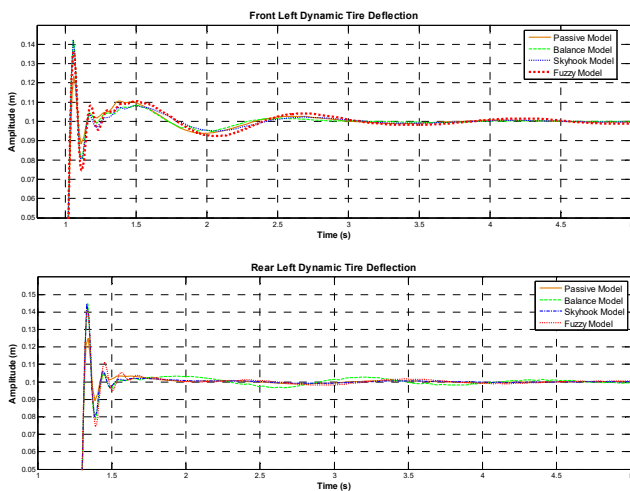 Front Left Dynamic Tire Deflection
Amplitude (m)
0.14
0.13
0.12
0.11
0.10
0.09
0.08
0.07
0.06
0.05
Passive Model
Balance Model
Skyhook Model
Fuzzy Model
1 1.5 2 2.5 3 3.5 4 4.5
Time (s)
Rear Left Dynamic Tire Deflection
Amplitude (m)
0.15
0.14
0.13
0.12
0.11
0.1
0.09
0.08
0.07
0.06
0.05
Passive Model
Balance Model
Skyhook Model
Fuzzy Model
1 1.5 2 2.5 3 3.5 4 4.5
Time (s)